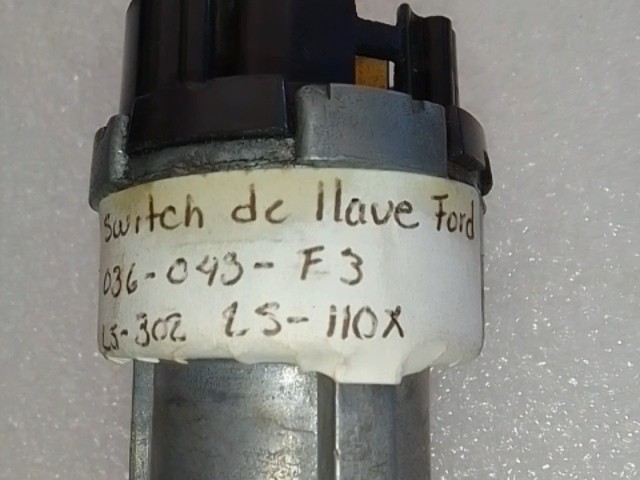 Switch de llave Ford
036-043-F3
LS-302 LS-110X